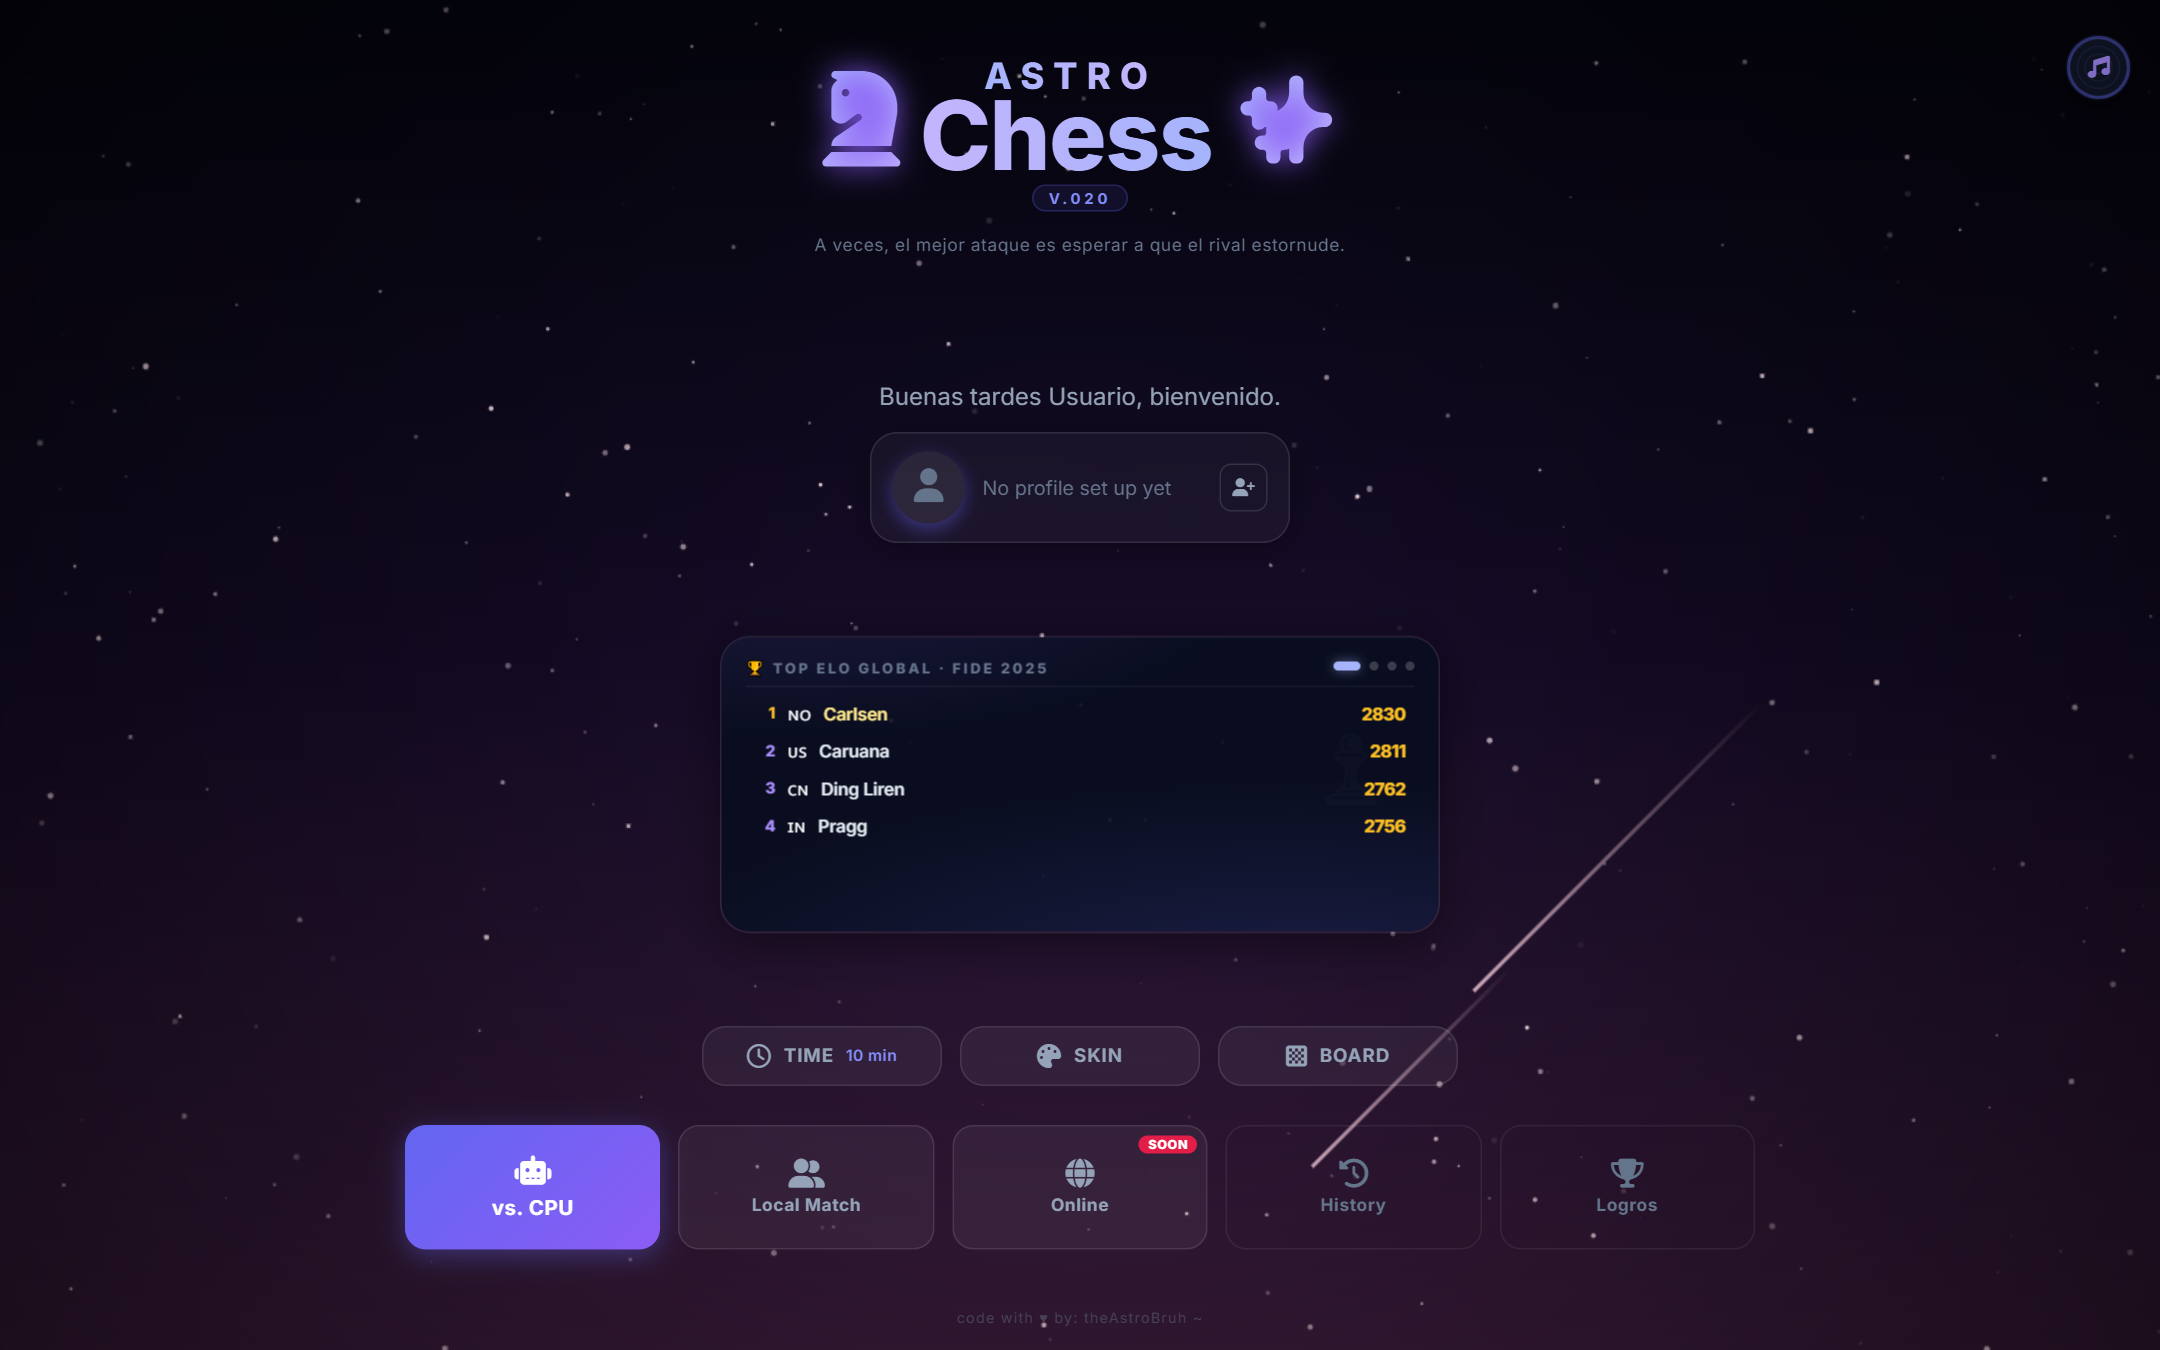 ASTRO
Chess
V.020
A veces, el mejor ataque es esperar a que el rival estornude.
Buenas tardes Usuario, bienvenido.
No profile set up yet
TOP ELO GLOBAL · FIDE 2025
1 NO Carlsen 2830
2 US Caruana 2811
3 CN Ding Liren 2762
4 IN Pragg 2756
TIME 10 min
SKIN
BOARD
vs. CPU
Local Match
SOON
Online
History
Logros
code with ♥ by: theAstroBruh ~